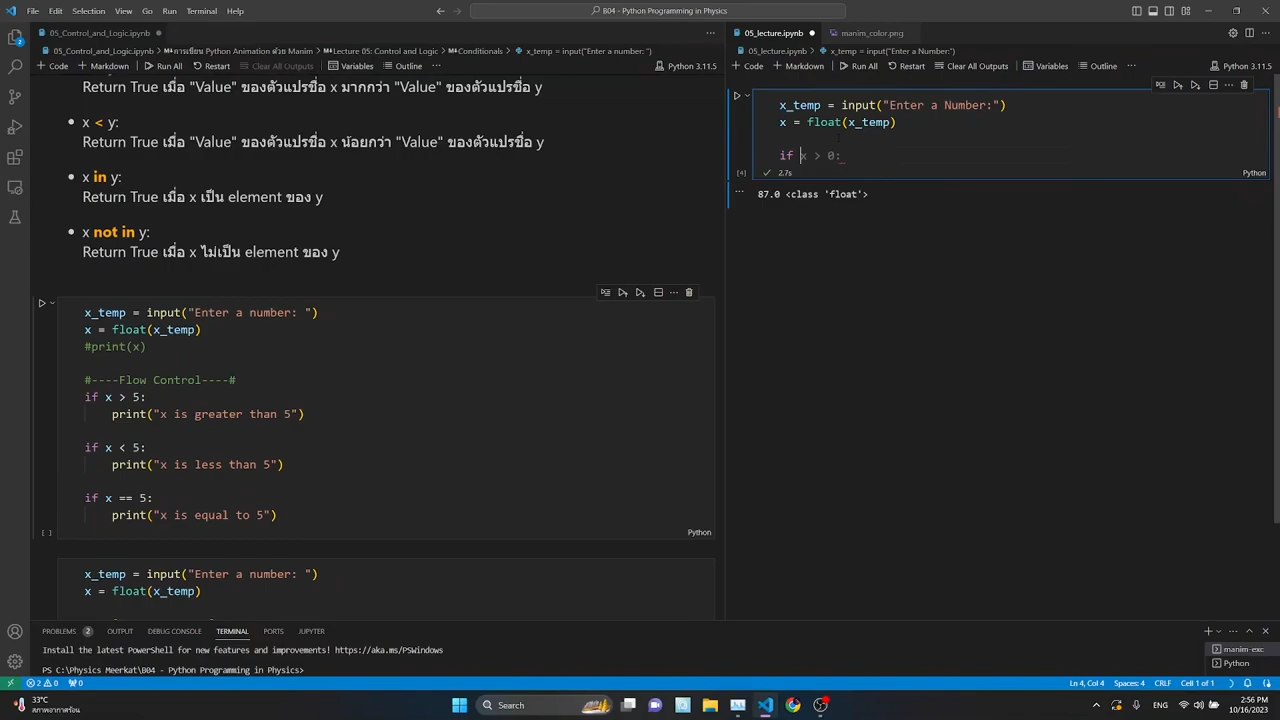 File Edit Selection View Go Run Terminal Help
B04 - Python Programming in Physics
05_Control_and_Logic.ipynb
05_Control_and_Logic.ipynb > การเขียน Python Animation ด้วย Manim > Lecture 05: Control and Logic > Conditionals > x_temp = input("Enter a number: ")
+ Code + Markdown Run All Restart Clear All Outputs Variables Outline ... Python 3.11.5
Return True เมื่อ "Value" ของตัวแปรชื่อ x มากกว่า "Value" ของตัวแปรชื่อ y
• x < y:
Return True เมื่อ "Value" ของตัวแปรชื่อ x น้อยกว่า "Value" ของตัวแปรชื่อ y
• x in y:
Return True เมื่อ x เป็น element ของ y
• x not in y:
Return True เมื่อ x ไม่เป็น element ของ y
x_temp = input("Enter a number: ")
x = float(x_temp)
#print(x)
#----Flow Control----#
if x > 5:
print("x is greater than 5")
if x < 5:
print("x is less than 5")
if x == 5:
print("x is equal to 5")
[ ] Python
x_temp = input("Enter a number: ")
x = float(x_temp)
05_lecture.ipynb manim_color.png
05_lecture.ipynb > x_temp = input("Enter a Number:")
+ Code + Markdown Run All Restart Clear All Outputs Variables Outline ... Python 3.11.5
x_temp = input("Enter a Number:")
x = float(x_temp)
if x > 0:
[4] 2.7s Python
87.0 <class 'float'>
PROBLEMS 2 OUTPUT DEBUG CONSOLE TERMINAL PORTS JUPYTER
Install the latest PowerShell for new features and improvements! https://aka.ms/PSWindows
PS C:\Physics Meerkat\B04 - Python Programming in Physics>
manim-exc
Python
2 0 0 Ln 4, Col 4 Spaces: 4 CRLF Cell 1 of 1
33°C
สภาพอากาศร้อน
Search
ENG
2:56 PM
10/16/2023